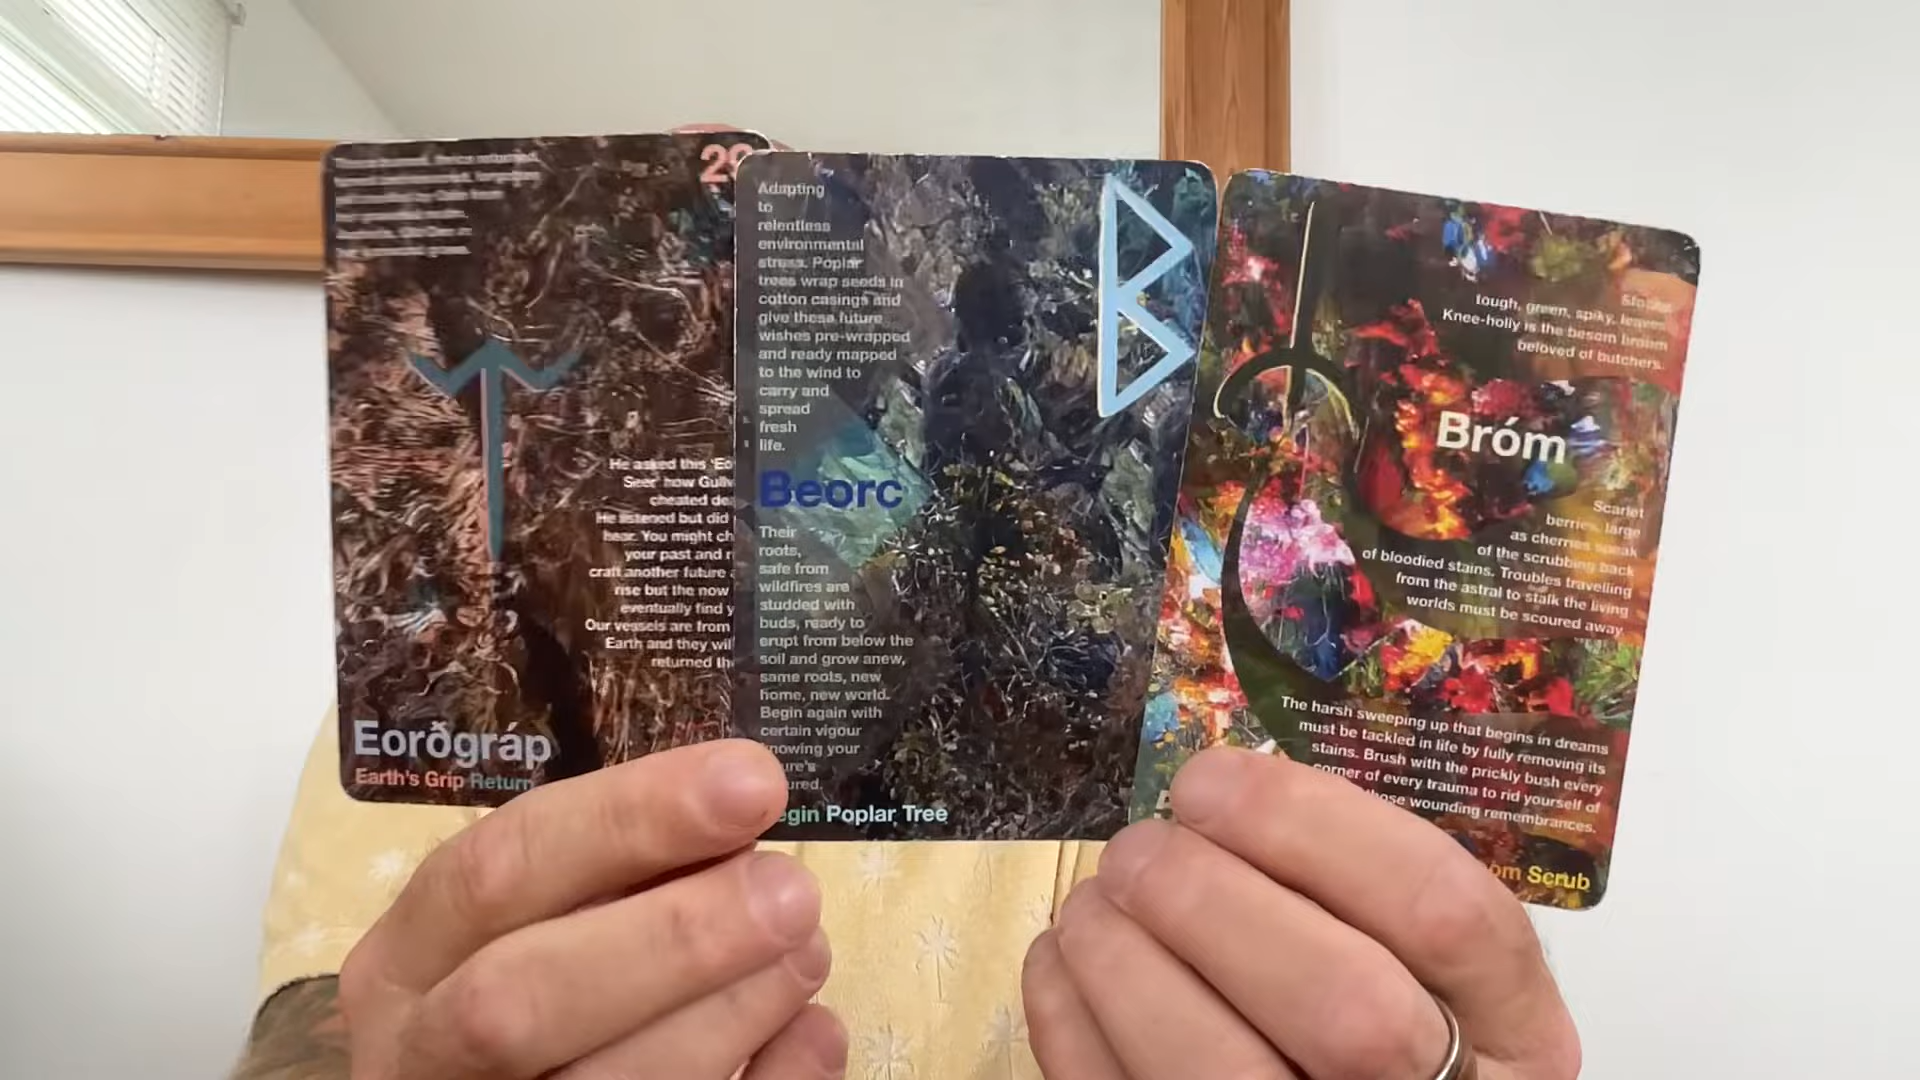 29
He asked this 'Eo
Seer' how Gullv
cheated dea
He listened but did
hear. You might ch
your past and r
craft another future a
rise but the now
eventually find y
Our vessels are from
Earth and they wil
returned th
Eorðgráp
Earth's Grip Return
Adapting
to
relentless
environmental
stress. Poplar
trees wrap seeds in
cotton casings and
give these future
wishes pre-wrapped
and ready mapped
to the wind to
carry and
spread
fresh
life.
Beorc
Their
roots,
safe from
wildfires are
studded with
buds, ready to
erupt from below the
soil and grow anew,
same roots, new
home, new world.
Begin again with
certain vigour
knowing your
ure's
ured.
egin Poplar Tree
tough, green, spiky, leaves.
Knee-holly is the besom broom
beloved of butchers.
Bróm
Scarlet
berries, large
as cherries speak
of the scrubbing back
of bloodied stains. Troubles travelling
from the astral to stalk the living
worlds must be scoured away
The harsh sweeping up that begins in dreams
must be tackled in life by fully removing its
stains. Brush with the prickly bush every
corner of every trauma to rid yourself of
those wounding remembrances.
om Scrub